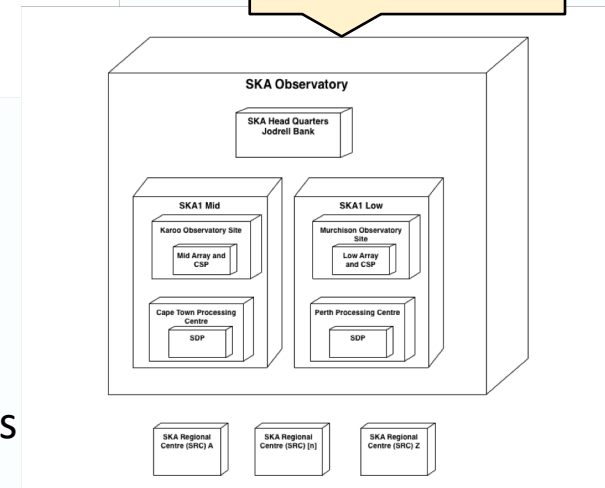 SKA Observatory
SKA Head Quarters
Jodrell Bank
SKA1 Mid
Karoo Observatory Site
Mid Array and
CSP
Cape Town Processing
Centre
SDP
SKA1 Low
Murchison Observatory
Site
Low Array
and CSP
Perth Processing Centre
SDP
s
SKA Regional
Centre (SRC) A
SKA Regional
Centre (SRC) [n]
SKA Regional
Centre (SRC) Z